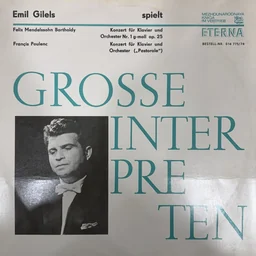 Emil Gilels spielt
Felix Mendelssohn Bartholdy Konzert für Klavier und
Orchester Nr. 1 g-moll op. 25
Francis Poulenc Konzert für Klavier und
Orchester („Pastorale")
ETERNA
GROSSE
INTER
PRE
TEN